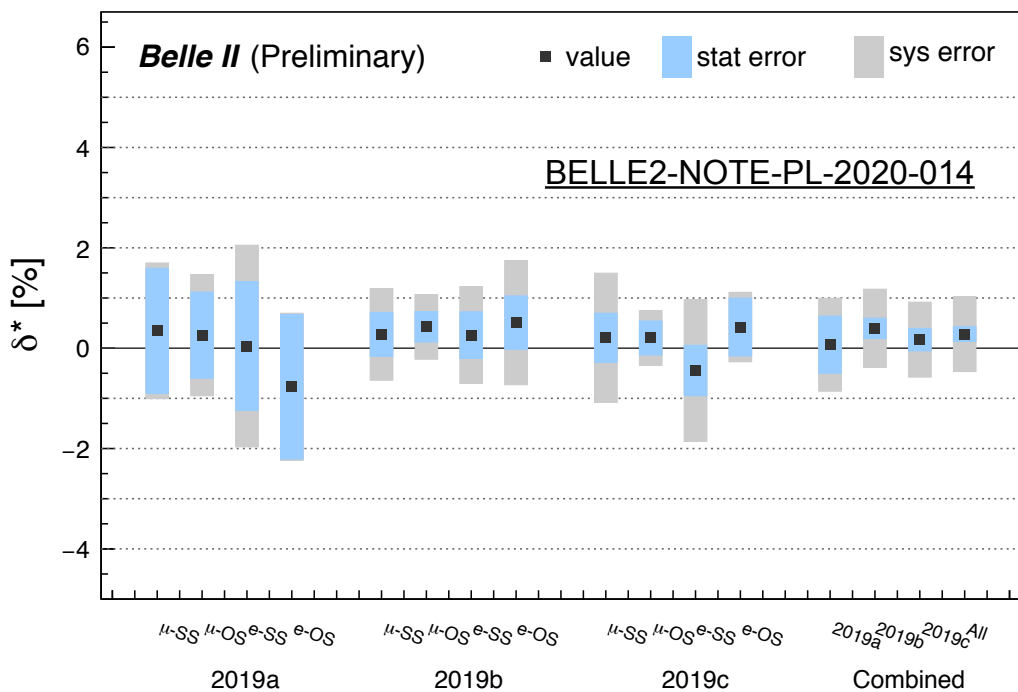 Belle II (Preliminary)
value
stat error
sys error
BELLE2-NOTE-PL-2020-014
δ* [%]
6
4
2
0
−2
−4
μ-SS μ-OS e-SS e-OS
μ-SS μ-OS e-SS e-OS
μ-SS μ-OS e-SS e-OS
2019a 2019b 2019c All
2019a 2019b 2019c Combined